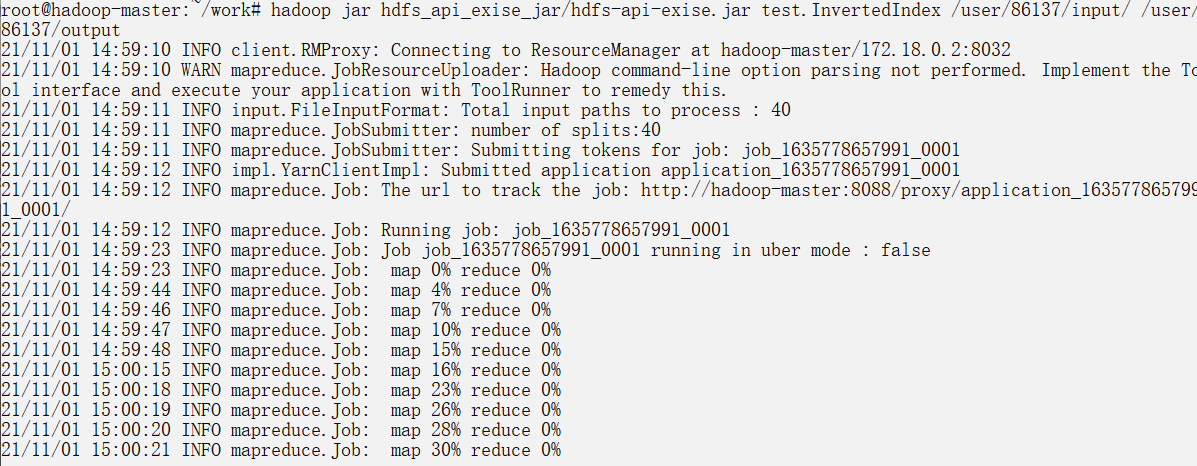 root@hadoop-master:~/work# hadoop jar hdfs_api_exise_jar/hdfs-api-exise.jar test.InvertedIndex /user/86137/input/ /user/
86137/output
21/11/01 14:59:10 INFO client.RMProxy: Connecting to ResourceManager at hadoop-master/172.18.0.2:8032
21/11/01 14:59:10 WARN mapreduce.JobResourceUploader: Hadoop command-line option parsing not performed. Implement the To
ol interface and execute your application with ToolRunner to remedy this.
21/11/01 14:59:11 INFO input.FileInputFormat: Total input paths to process : 40
21/11/01 14:59:11 INFO mapreduce.JobSubmitter: number of splits:40
21/11/01 14:59:11 INFO mapreduce.JobSubmitter: Submitting tokens for job: job_1635778657991_0001
21/11/01 14:59:12 INFO impl.YarnClientImpl: Submitted application application_1635778657991_0001
21/11/01 14:59:12 INFO mapreduce.Job: The url to track the job: http://hadoop-master:8088/proxy/application_163577865799
1_0001/
21/11/01 14:59:12 INFO mapreduce.Job: Running job: job_1635778657991_0001
21/11/01 14:59:23 INFO mapreduce.Job: Job job_1635778657991_0001 running in uber mode : false
21/11/01 14:59:23 INFO mapreduce.Job:  map 0% reduce 0%
21/11/01 14:59:44 INFO mapreduce.Job:  map 4% reduce 0%
21/11/01 14:59:46 INFO mapreduce.Job:  map 7% reduce 0%
21/11/01 14:59:47 INFO mapreduce.Job:  map 10% reduce 0%
21/11/01 14:59:48 INFO mapreduce.Job:  map 15% reduce 0%
21/11/01 15:00:15 INFO mapreduce.Job:  map 16% reduce 0%
21/11/01 15:00:18 INFO mapreduce.Job:  map 23% reduce 0%
21/11/01 15:00:19 INFO mapreduce.Job:  map 26% reduce 0%
21/11/01 15:00:20 INFO mapreduce.Job:  map 28% reduce 0%
21/11/01 15:00:21 INFO mapreduce.Job:  map 30% reduce 0%